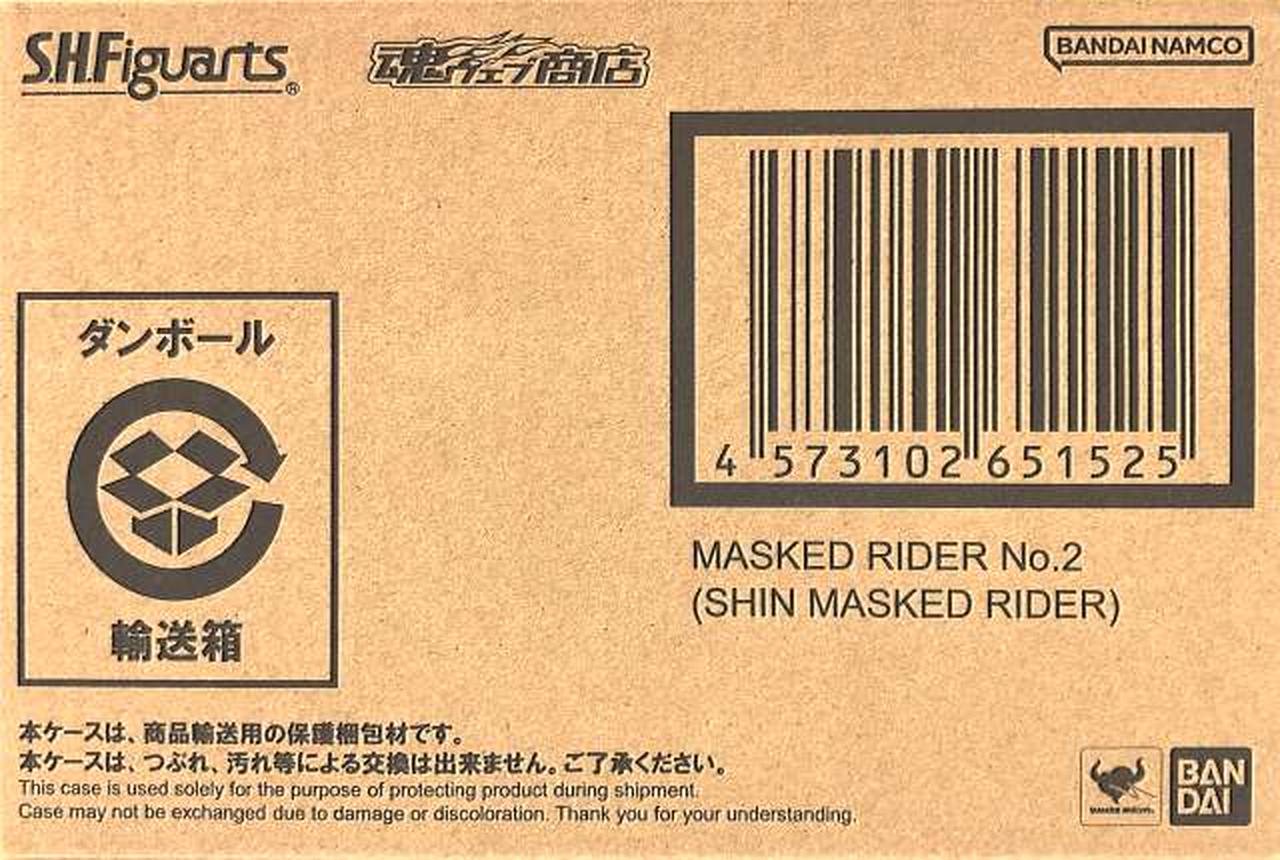 S.H.Figuarts®
魂ウェブ商店
BANDAI NAMCO
4 573102 651525
MASKED RIDER No.2
(SHIN MASKED RIDER)
ダンボール
輸送箱
本ケースは、商品輸送用の保護梱包材です。
本ケースは、つぶれ、汚れ等による交換は出来ません。ご了承ください。
This case is used solely for the purpose of protecting product during shipment.
Case may not be exchanged due to damage or discoloration. Thank you for your understanding.
BAN
DAI